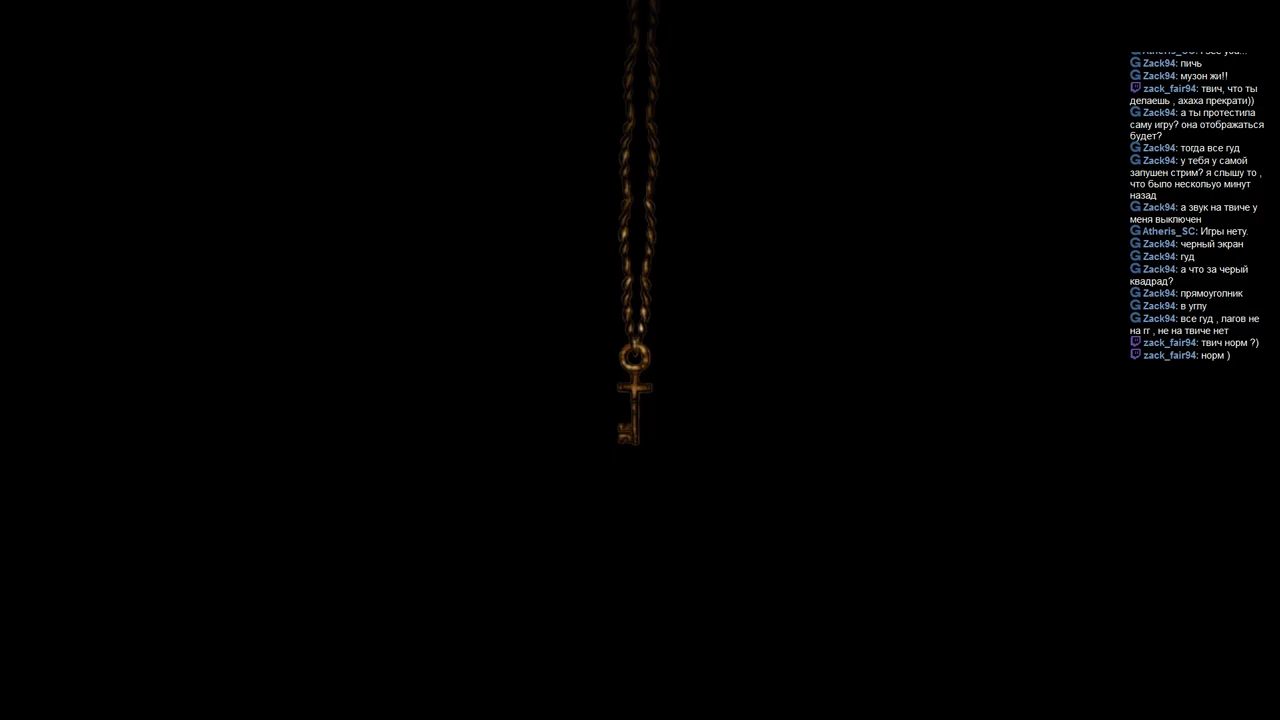 Zack94: пичь
Zack94: музон жи!!
zack_fair94: твич, что ты
делаешь , ахаха прекрати))
Zack94: а ты протестила
саму игру? она отображаться
будет?
Zack94: тогда все гуд
Zack94: у тебя у самой
запушен стрим? я слышу то ,
что было несколько минут
назад
Zack94: а звук на твиче у
меня выключен
Atheris_SC: Игры нету.
Zack94: черный экран
Zack94: гуд
Zack94: а что за черый
квадрад?
Zack94: прямоуголник
Zack94: в углу
Zack94: все гуд , лагов не
на гг , не на твиче нет
zack_fair94: твич норм ?)
zack_fair94: норм )